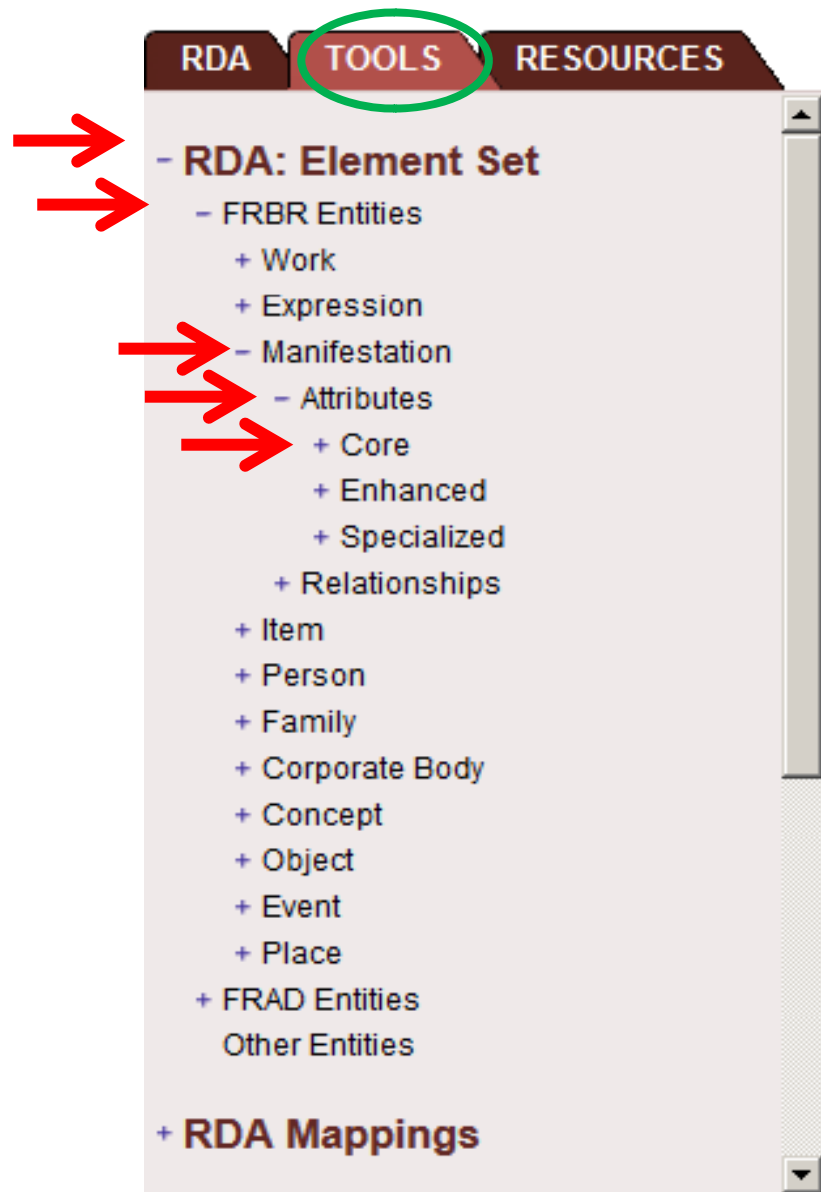 RDA TOOLS RESOURCES
- RDA: Element Set
- FRBR Entities
+ Work
+ Expression
- Manifestation
- Attributes
+ Core
+ Enhanced
+ Specialized
+ Relationships
+ Item
+ Person
+ Family
+ Corporate Body
+ Concept
+ Object
+ Event
+ Place
+ FRAD Entities
Other Entities
+ RDA Mappings